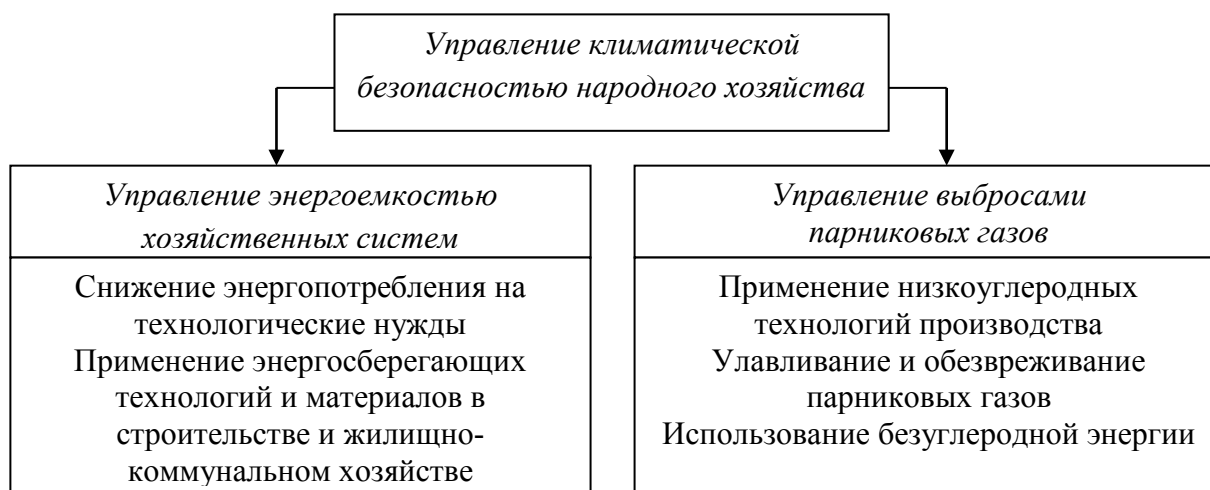 Управление климатической
безопасностью народного хозяйства
Управление энергоемкостью
хозяйственных систем
Снижение энергопотребления на
технологические нужды
Применение энергосберегающих
технологий и материалов в
строительстве и жилищно-
коммунальном хозяйстве
Управление выбросами
парниковых газов
Применение низкоуглеродных
технологий производства
Улавливание и обезвреживание
парниковых газов
Использование безуглеродной энергии